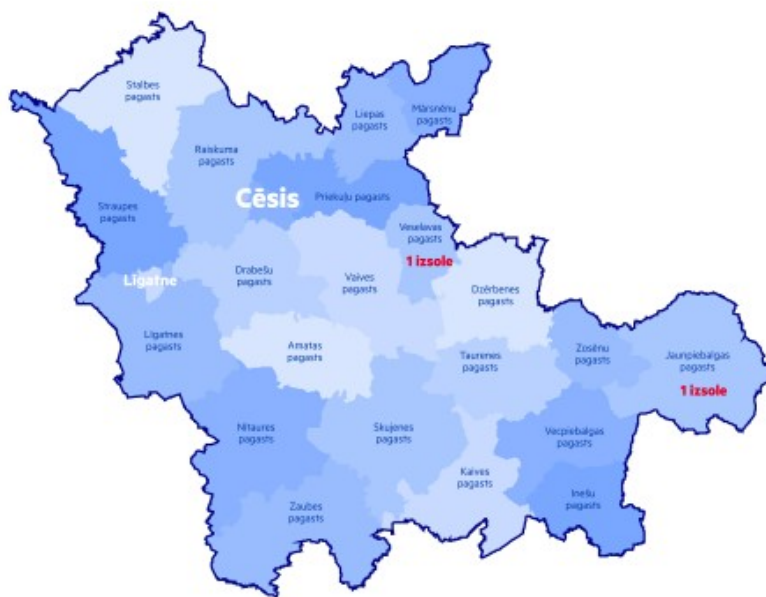 Stalbes
pagasts
Liepas
pagasts
Mārsnēnu
pagasts
Raiskuma
pagasts
Cēsis
Priekuļu pagasts
Straupes
pagasts
Veselavas
pagasts
1 izsole
Līgatne
Drabešu
pagasts
Vaives
pagasts
Dzērbenes
pagasts
Līgatnes
pagasts
Amatas
pagasts
Taurenes
pagasts
Zosēnu
pagasts
Jaunpiebalgas
pagasts
1 izsole
Nītaures
pagasts
Skujenes
pagasts
Vecpiebalgas
pagasts
Kaives
pagasts
Inešu
pagasts
Zaubes
pagasts